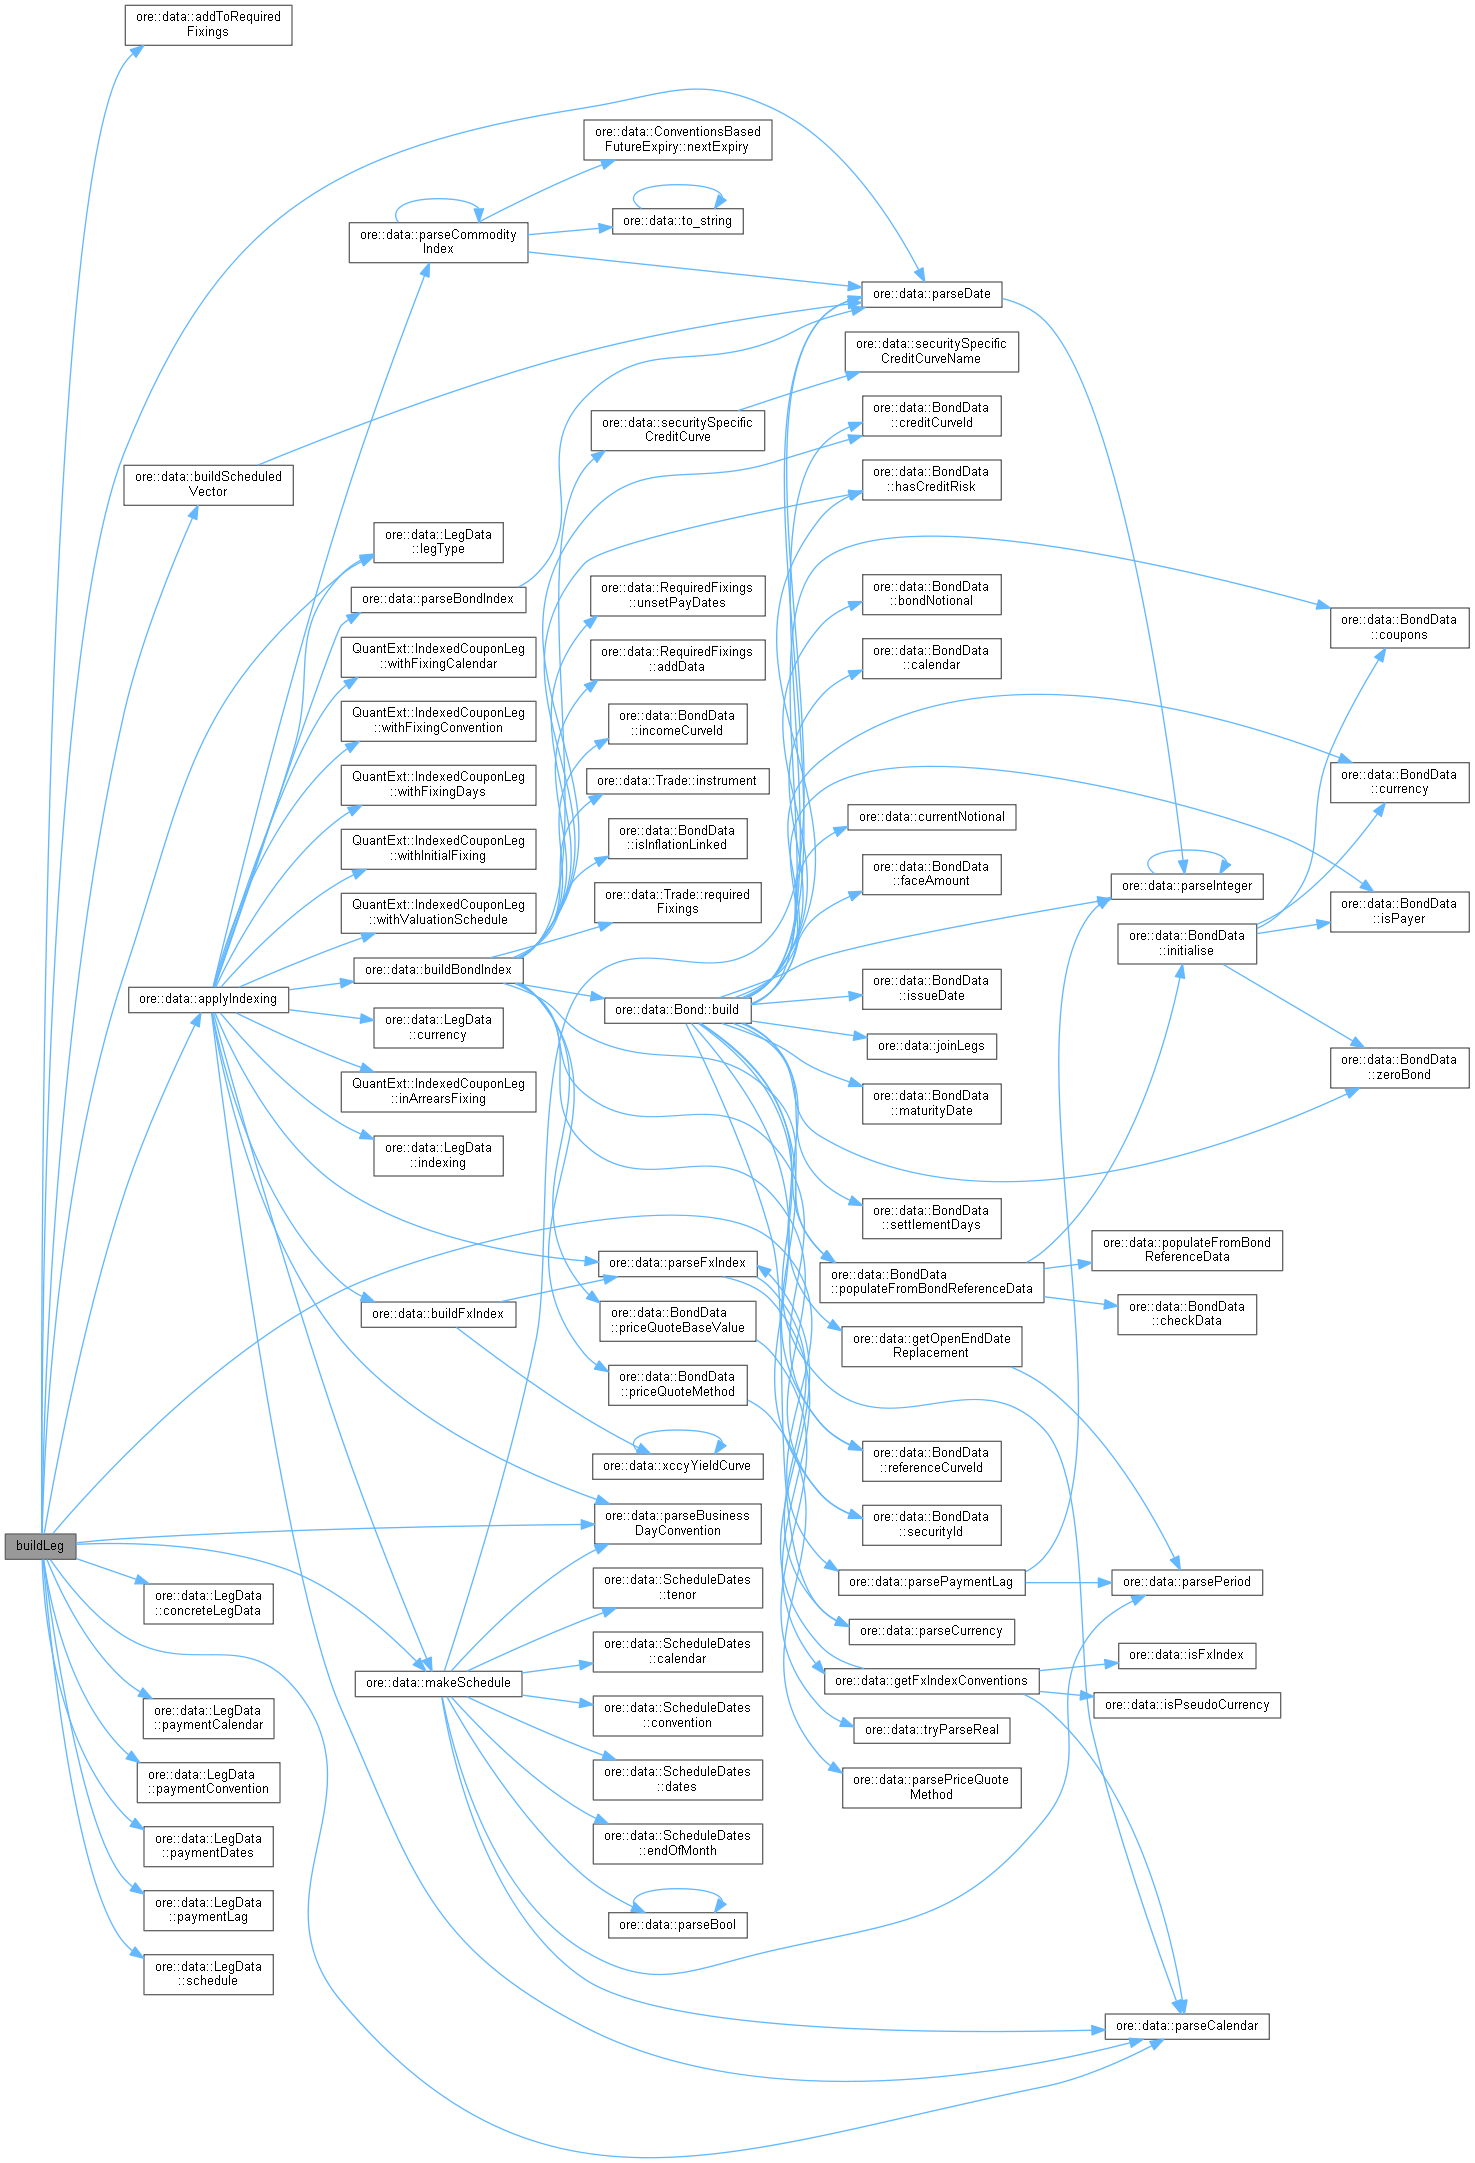 ore::data::addToRequired
Fixings
ore::data::ConventionsBased
FutureExpiry::nextExpiry
ore::data::to_string
ore::data::parseCommodity
Index
ore::data::parseDate
ore::data::securitySpecific
CreditCurveName
ore::data::BondData
::creditCurveId
ore::data::securitySpecific
CreditCurve
ore::data::BondData
::hasCreditRisk
ore::data::buildScheduled
Vector
ore::data::LegData
::legType
ore::data::parseBondIndex
ore::data::RequiredFixings
::unsetPayDates
ore::data::BondData
::bondNotional
ore::data::BondData
::coupons
QuantExt::IndexedCouponLeg
::withFixingCalendar
ore::data::RequiredFixings
::addData
ore::data::BondData
::calendar
QuantExt::IndexedCouponLeg
::withFixingConvention
ore::data::BondData
::incomeCurveId
QuantExt::IndexedCouponLeg
::withFixingDays
ore::data::Trade::instrument
ore::data::BondData
::currency
QuantExt::IndexedCouponLeg
::withInitialFixing
ore::data::BondData
::isInflationLinked
ore::data::currentNotional
ore::data::BondData
::faceAmount
ore::data::parseInteger
QuantExt::IndexedCouponLeg
::withValuationSchedule
ore::data::Trade::required
Fixings
ore::data::BondData
::isPayer
ore::data::BondData
::initialise
ore::data::buildBondIndex
ore::data::applyIndexing
ore::data::Bond::build
ore::data::BondData
::issueDate
ore::data::LegData
::currency
ore::data::joinLegs
ore::data::BondData
::zeroBond
QuantExt::IndexedCouponLeg
::inArrearsFixing
ore::data::BondData
::maturityDate
ore::data::LegData
::indexing
ore::data::BondData
::settlementDays
ore::data::parseFxIndex
ore::data::BondData
::populateFromBondReferenceData
ore::data::populateFromBond
ReferenceData
ore::data::buildFxIndex
ore::data::BondData
::priceQuoteBaseValue
ore::data::BondData
::checkData
ore::data::getOpenEndDate
Replacement
ore::data::BondData
::priceQuoteMethod
ore::data::xccyYieldCurve
ore::data::BondData
::referenceCurveId
ore::data::parseBusiness
DayConvention
ore::data::BondData
::securityId
buildLeg
ore::data::LegData
::concreteLegData
ore::data::ScheduleDates
::tenor
ore::data::parsePaymentLag
ore::data::parsePeriod
ore::data::parseCurrency
ore::data::ScheduleDates
::calendar
ore::data::isFxIndex
ore::data::makeSchedule
ore::data::getFxIndexConventions
ore::data::isPseudoCurrency
ore::data::LegData
::paymentCalendar
ore::data::ScheduleDates
::convention
ore::data::tryParseReal
ore::data::LegData
::paymentConvention
ore::data::ScheduleDates
::dates
ore::data::parsePriceQuote
Method
ore::data::LegData
::paymentDates
ore::data::ScheduleDates
::endOfMonth
ore::data::LegData
::paymentLag
ore::data::parseBool
ore::data::LegData
::schedule
ore::data::parseCalendar